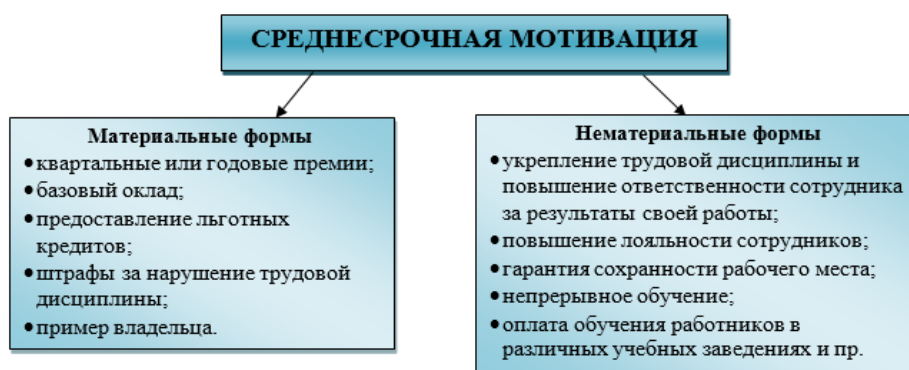 СРЕДНЕСРОЧНАЯ МОТИВАЦИЯ
Материальные формы
•квартальные или годовые премии;
•базовый оклад;
•предоставление льготных
кредитов;
•штрафы за нарушение трудовой
дисциплины;
•пример владельца.
Нематериальные формы
•укрепление трудовой дисциплины и
повышение ответственности сотрудника
за результаты своей работы;
•повышение лояльности сотрудников;
•гарантия сохранности рабочего места;
•непрерывное обучение;
•оплата обучения работников в
различных учебных заведениях и пр.